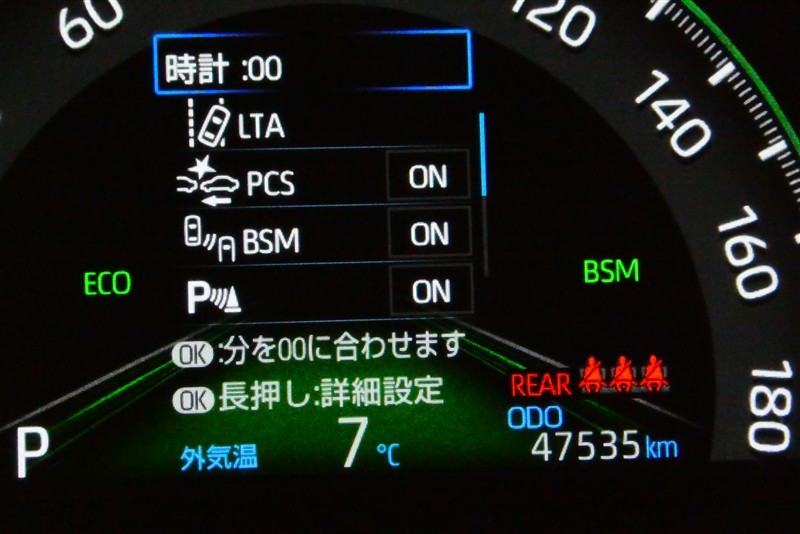 60
120
140
160
180
時計 :00
LTA
PCS ON
BSM ON
P ON
ECO
BSM
OK :分を00に合わせます
OK 長押し:詳細設定
REAR
ODO
47535km
P
外気温 7℃